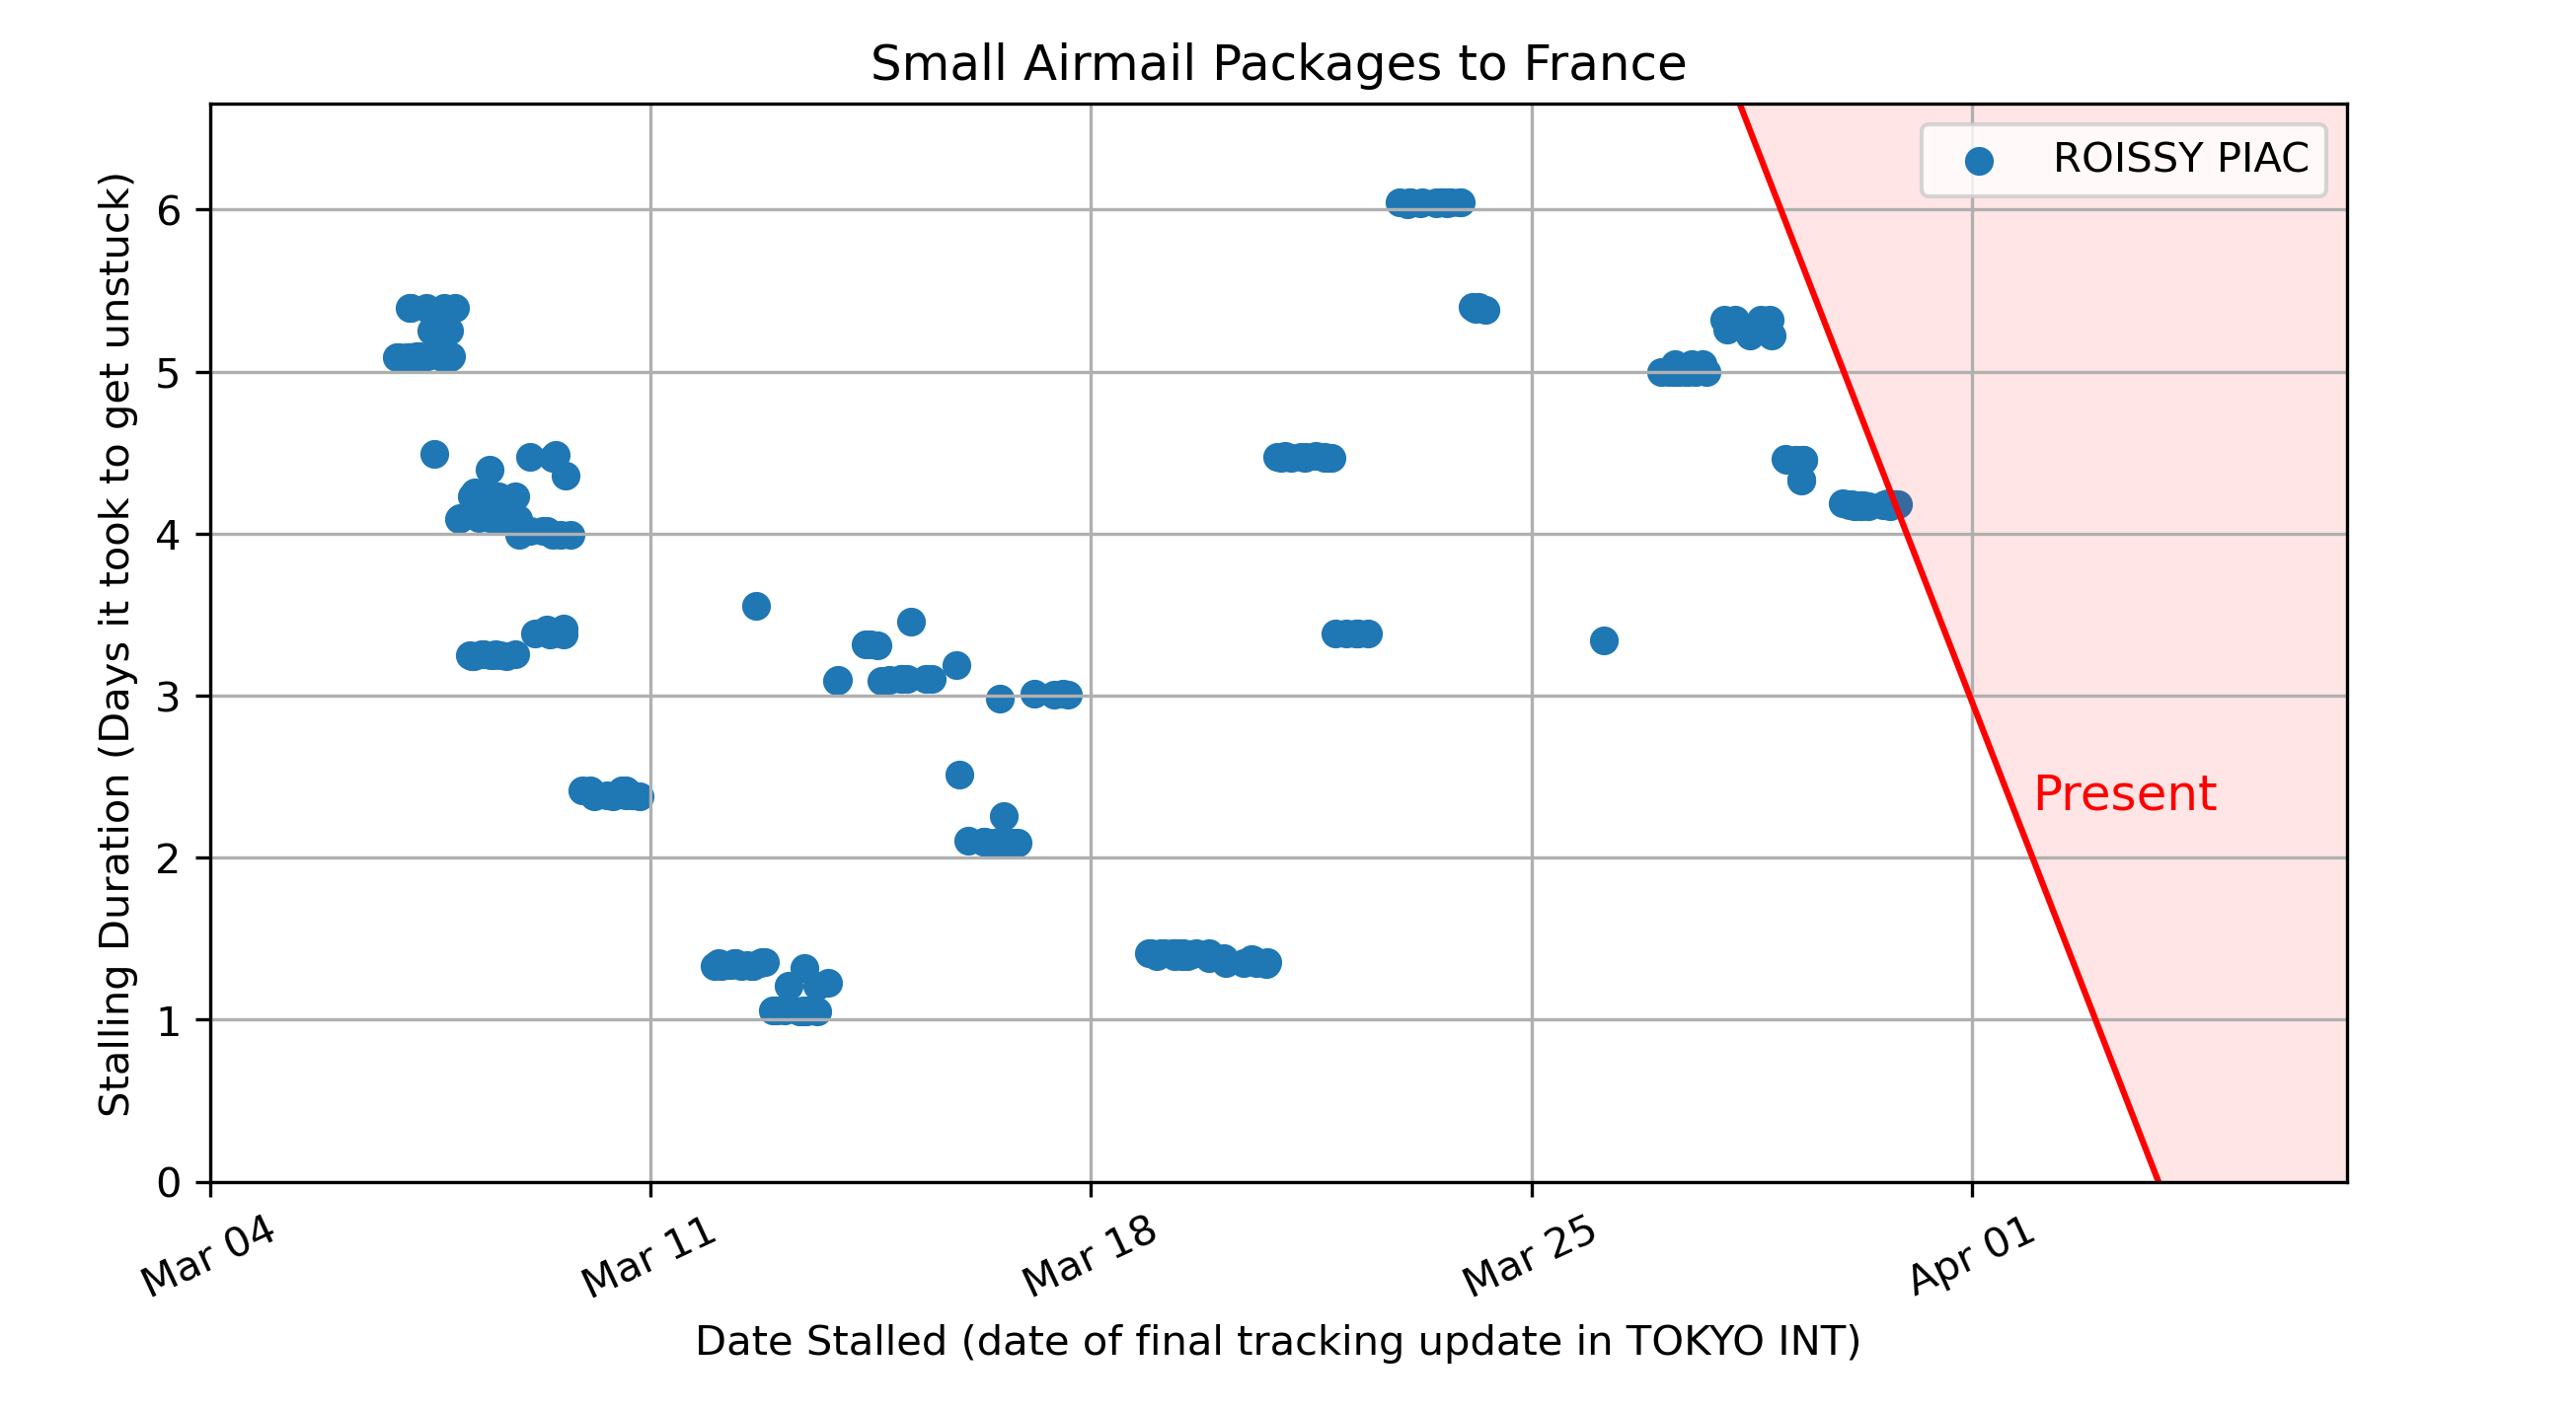 Small Airmail Packages to France
Stalling Duration (Days it took to get unstuck)
6
5
4
3
2
1
0
ROISSY PIAC
Present
Mar 04
Mar 11
Mar 18
Mar 25
Apr 01
Date Stalled (date of final tracking update in TOKYO INT)